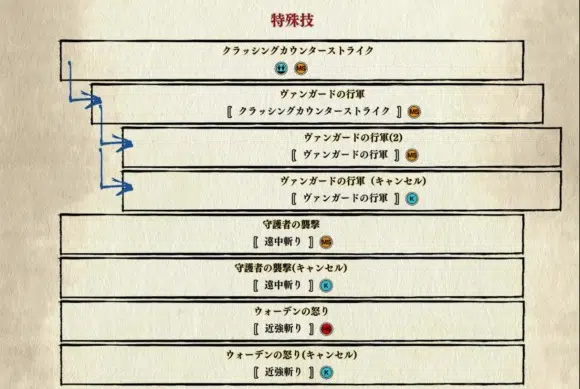 特殊技
クラッシングカウンターストライク
MS
ヴァンガードの行軍
〖 クラッシングカウンターストライク 〗 MS
ヴァンガードの行軍(2)
〖 ヴァンガードの行軍 〗 MS
ヴァンガードの行軍 (キャンセル)
〖 ヴァンガードの行軍 〗 K
守護者の襲撃
〖 遠中斬り 〗 MS
守護者の襲撃(キャンセル)
〖 遠中斬り 〗 K
ウォーデンの怒り
〖 近強斬り 〗
ウォーデンの怒り(キャンセル)
〖 近強斬り 〗 K